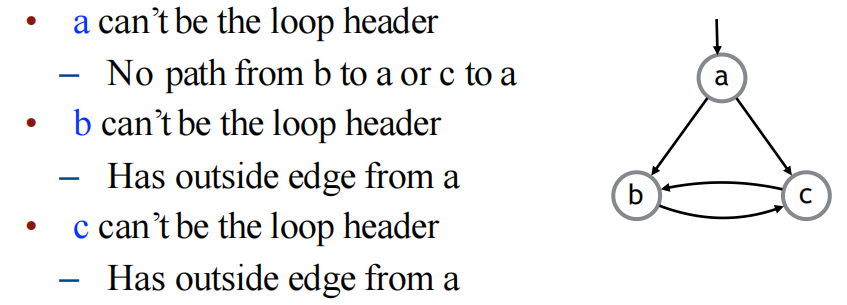 • a can't be the loop header
– No path from b to a or c to a
• b can't be the loop header
– Has outside edge from a
• c can't be the loop header
– Has outside edge from a
a
b
c